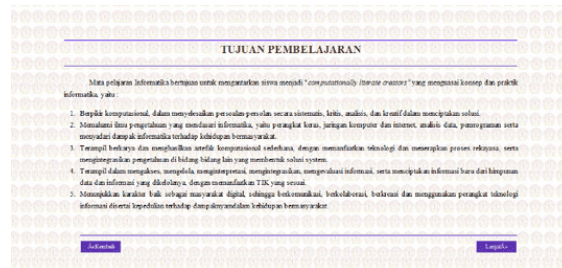 TUJUAN PEMBELAJARAN
Mata pelajaran Informatika bertujuan untuk mengantarkan siswa menjadi "computationally literate creators" yang menguasai konsep dan praktik
informatika, yaitu :
1. Berpikir komputasional, dalam menyelesaikan persoalan-persolan secara sistematis, kritis, analitis, dan kreatif dalam menciptakan solusi.
2. Memahami ilmu pengetahuan yang mendasari informatika, yaitu perangkat keras, jaringan komputer dan internet, analisis data, pemrograman serta
menyadari dampak informatika terhadap kehidupan bermasyarakat.
3. Terampil berkarya dan menghasilkan artefak komputasional sederhana, dengan memanfaatkan teknologi dan menerapkan proses rekayasa, serta
mengintegrasikan pengetahuan di bidang-bidang lain yang membentuk solusi system.
4. Terampil dalam mengakses, mengelola, menginterpretasi, mengintegrasikan, mengevaluasi informasi, serta menciptakan informasi baru dari himpunan
data dan informasi yang dikelolanya, dengan memanfaatkan TIK yang sesuai.
5. Menunjukkan karakter baik sebagai masyarakat digital, sehingga berkomunikasi, berkolaborasi, berkreasi dan menggunakan perangkat teknologi
informasi disertai kepedulian terhadap dampaknyandalam kehidupan bermasyarakat.
Â«Kembali
LanjutÂ»